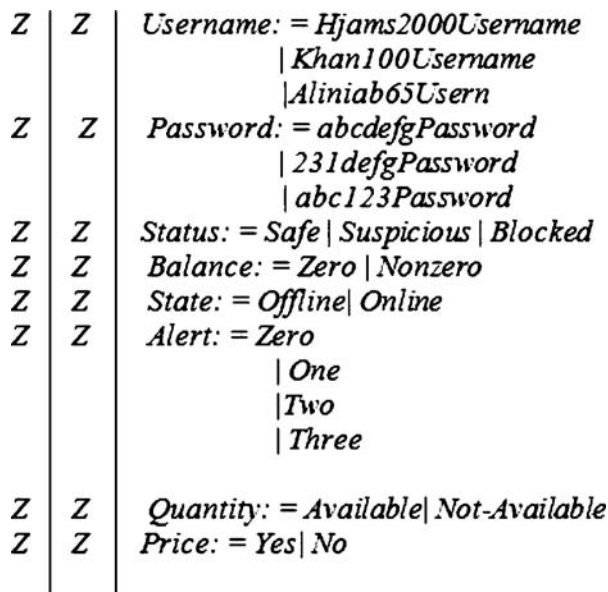 Z Z Username: = Hjams2000Username
| Khan100Username
|Aliniab65Usern
Z Z Password: = abcdefgPassword
| 231defgPassword
| abc123Password
Z Z Status: = Safe | Suspicious | Blocked
Z Z Balance: = Zero | Nonzero
Z Z State: = Offline| Online
Z Z Alert: = Zero
| One
|Two
| Three
Z Z Quantity: = Available| Not-Available
Z Z Price: = Yes| No